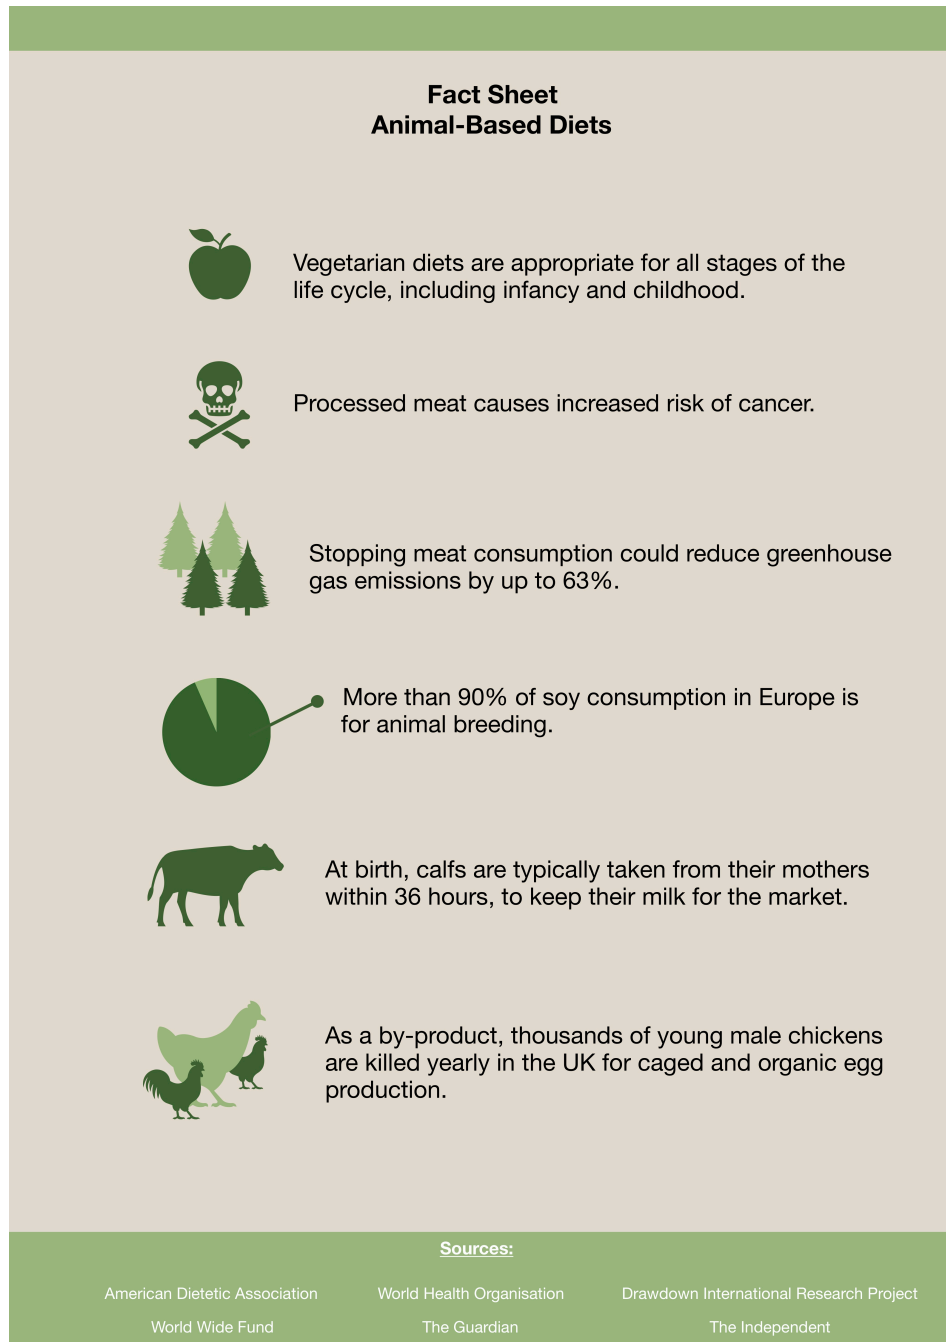 Fact Sheet
Animal-Based Diets
Vegetarian diets are appropriate for all stages of the
life cycle, including infancy and childhood.
Processed meat causes increased risk of cancer.
Stopping meat consumption could reduce greenhouse
gas emissions by up to 63%.
More than 90% of soy consumption in Europe is
for animal breeding.
At birth, calfs are typically taken from their mothers
within 36 hours, to keep their milk for the market.
As a by-product, thousands of young male chickens
are killed yearly in the UK for caged and organic egg
production.
Sources:
American Dietetic Association World Health Organisation Drawdown International Research Project
World Wide Fund The Guardian The Independent